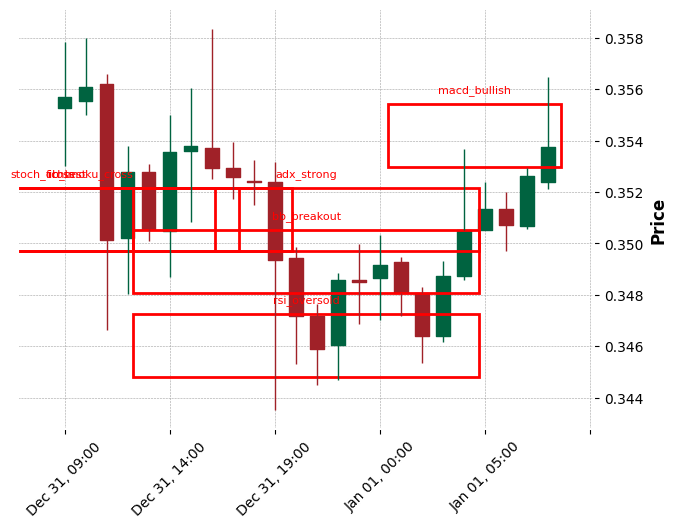 0.358
0.356
macd_bullish
0.354
adx_strong
0.352
Price
0.350
0.348
0.346
0.344
Dec 31, 09:00
Dec 31, 14:00
Dec 31, 19:00
Jan 01, 00:00
Jan 01, 05:00